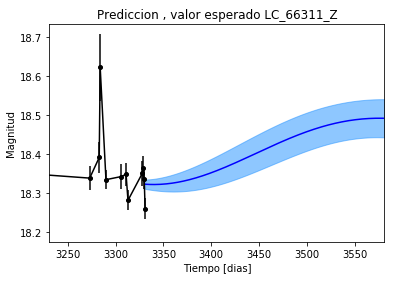 Prediccion , valor esperado LC_66311_Z
Magnitud
18.7
18.6
18.5
18.4
18.3
18.2
3250 3300 3350 3400 3450 3500 3550
Tiempo [dias]